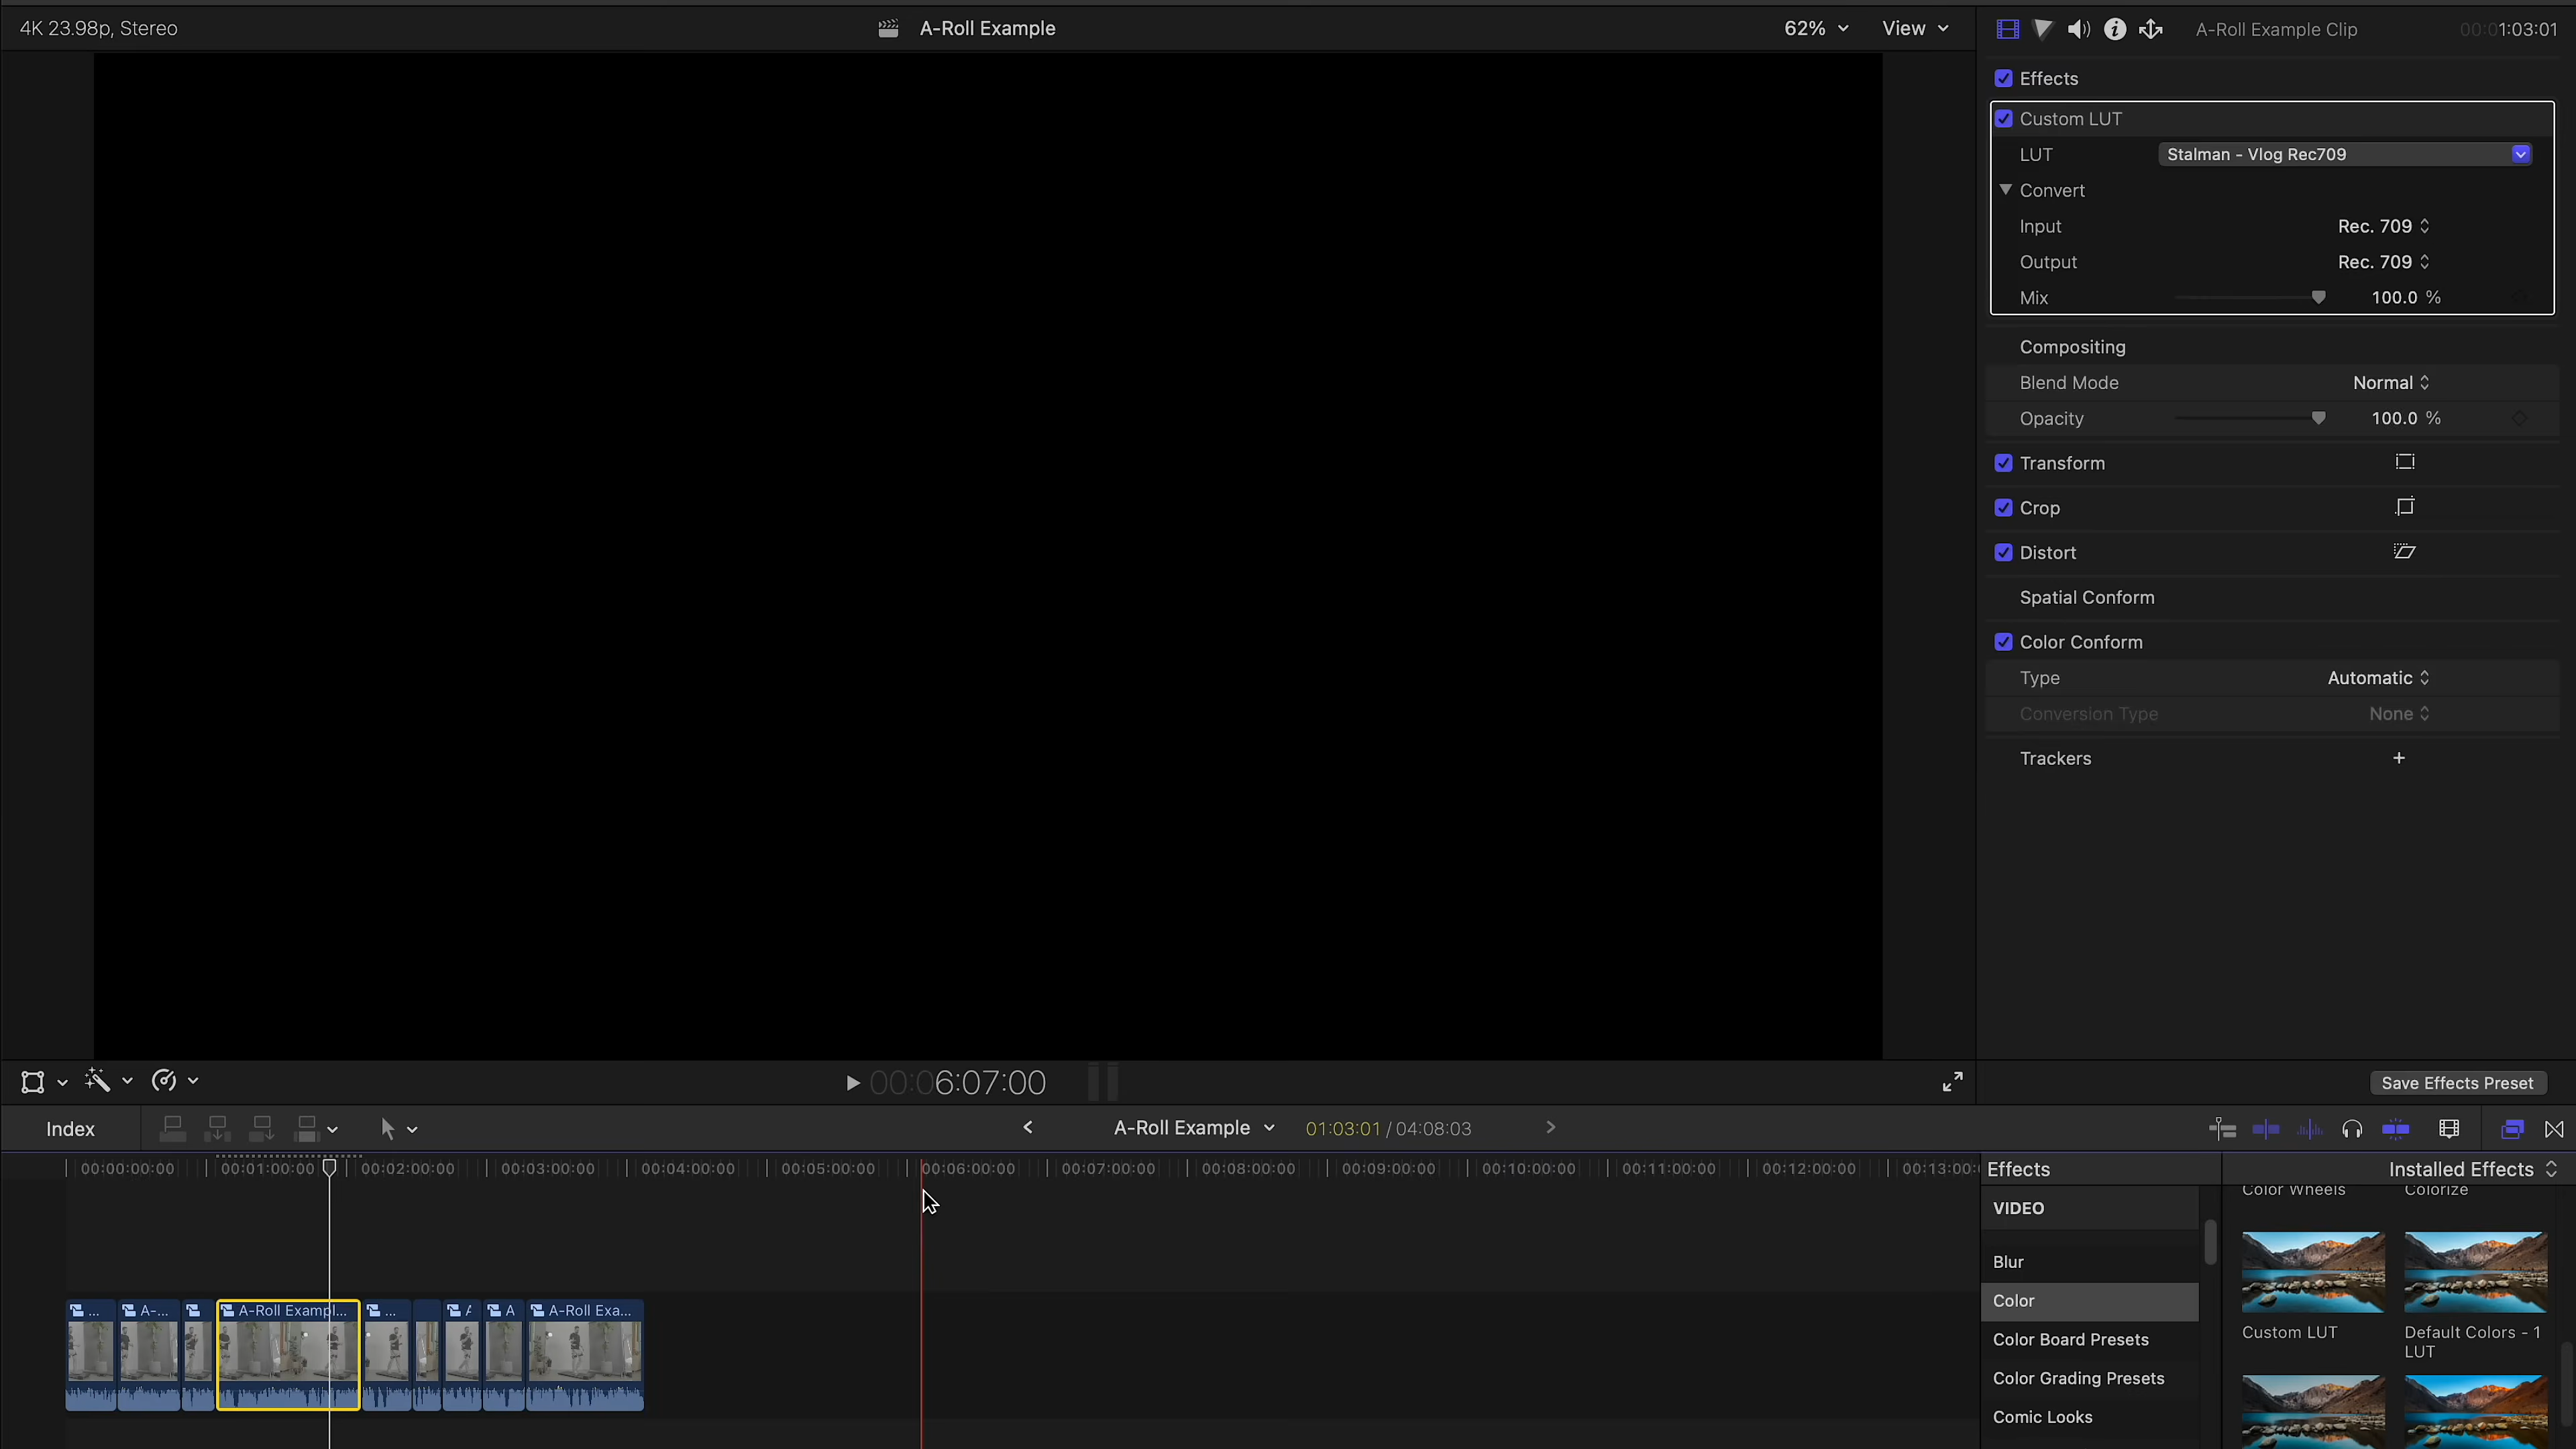 4K 23.98p, Stereo
A-Roll Example
62%
View
A-Roll Example Clip
00:01:03:01
Effects
Custom LUT
LUT
Stalman - Vlog Rec709
Convert
Input
Rec. 709
Output
Rec. 709
Mix
100.0 %
Compositing
Blend Mode
Normal
Opacity
100.0 %
Transform
Crop
Distort
Spatial Conform
Color Conform
Type
Automatic
Conversion Type
None
Trackers
+
00:06:07:00
Save Effects Preset
Index
A-Roll Example
01:03:01 / 04:08:03
00:00:00:00
00:01:00:00
00:02:00:00
00:03:00:00
00:04:00:00
00:05:00:00
00:06:00:00
00:07:00:00
00:08:00:00
00:09:00:00
00:10:00:00
00:11:00:00
00:12:00:00
00:13:00:
Effects
Installed Effects
VIDEO
Blur
Color
Color Board Presets
Color Grading Presets
Comic Looks
Color Wheels
Colorize
Custom LUT
Default Colors - 1
LUT
...
A-...
A-Roll Exampl...
...
A
A
A-Roll Exa...